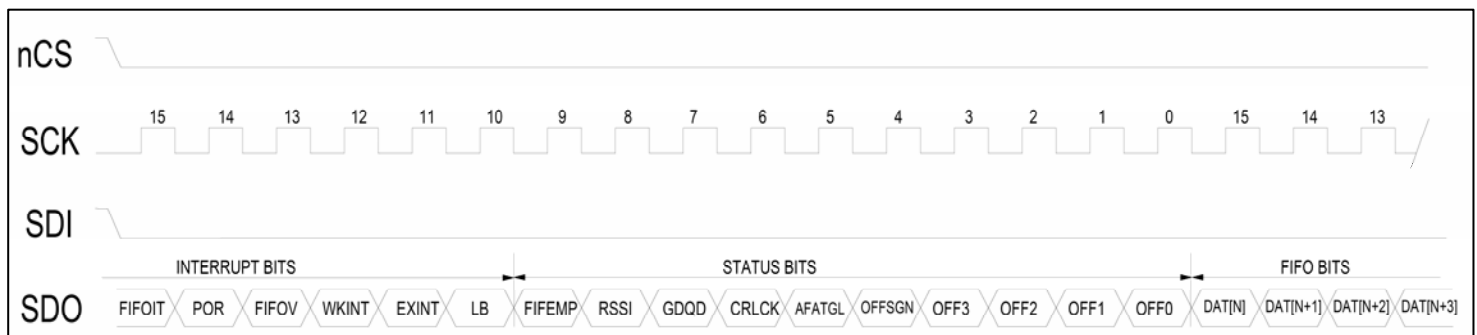 nCS
15 14 13 12 11 10 9 8 7 6 5 4 3 2 1 0 15 14 13
SCK
SDI
INTERRUPT BITS STATUS BITS FIFO BITS
SDO FIFOIT POR FIFOV WKINT EXINT LB FIFEMP RSSI GDQD CRLCK AFATGL OFFSGN OFF3 OFF2 OFF1 OFF0 DAT[N] DAT[N+1] DAT[N+2] DAT[N+3]